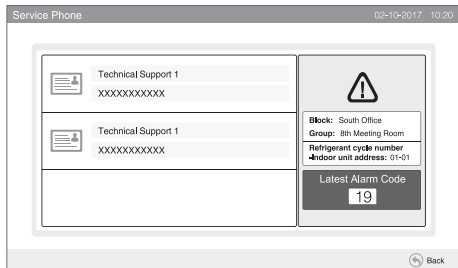 Service Phone 02-10-2017 10:20
Technical Support 1
XXXXXXXXXXX
Technical Support 1
XXXXXXXXXXX
Block: South Office
Group: 8th Meeting Room
Refrigerant cycle number
-Indoor unit address: 01-01
Latest Alarm Code
19
Back